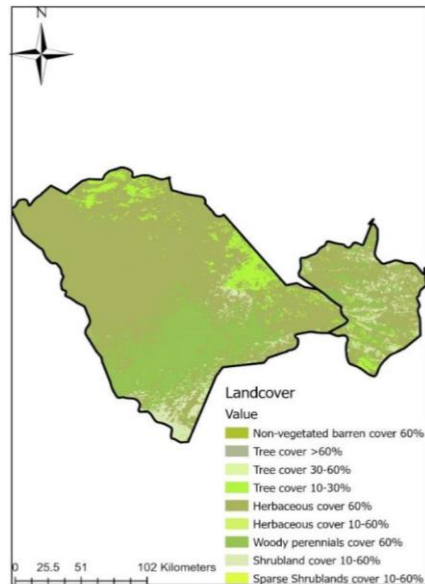 N
Landcover
Value
Non-vegetated barren cover 60%
Tree cover >60%
Tree cover 30-60%
Tree cover 10-30%
Herbaceous cover 60%
Herbaceous cover 10-60%
Woody perennials cover 60%
Shrubland cover 10-60%
Sparse Shrublands cover 10-60%
0 25.5 51 102 Kilometers